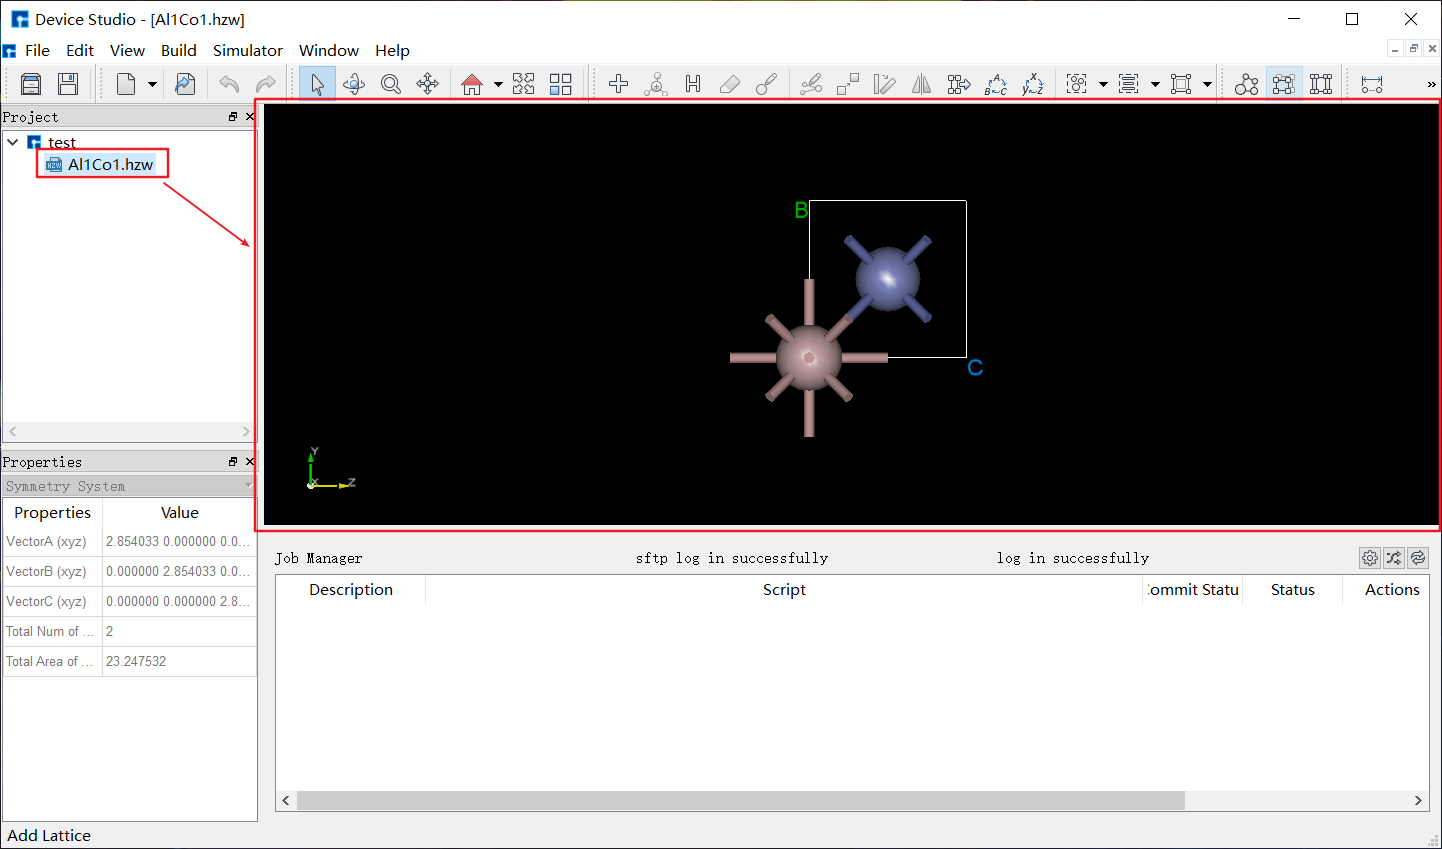 Device Studio - [Al1Co1.hzw]
File Edit View Build Simulator Window Help
Project
test
Al1Co1.hzw
B
C
Y
X
Z
Properties
Symmetry System
Properties Value
VectorA (xyz) 2.854033 0.000000 0.0...
VectorB (xyz) 0.000000 2.854033 0.0...
VectorC (xyz) 0.000000 0.000000 2.8...
Total Num of ... 2
Total Area of ... 23.247532
Job Manager sftp log in successfully log in successfully
Description Script ommit Statu Status Actions
Add Lattice